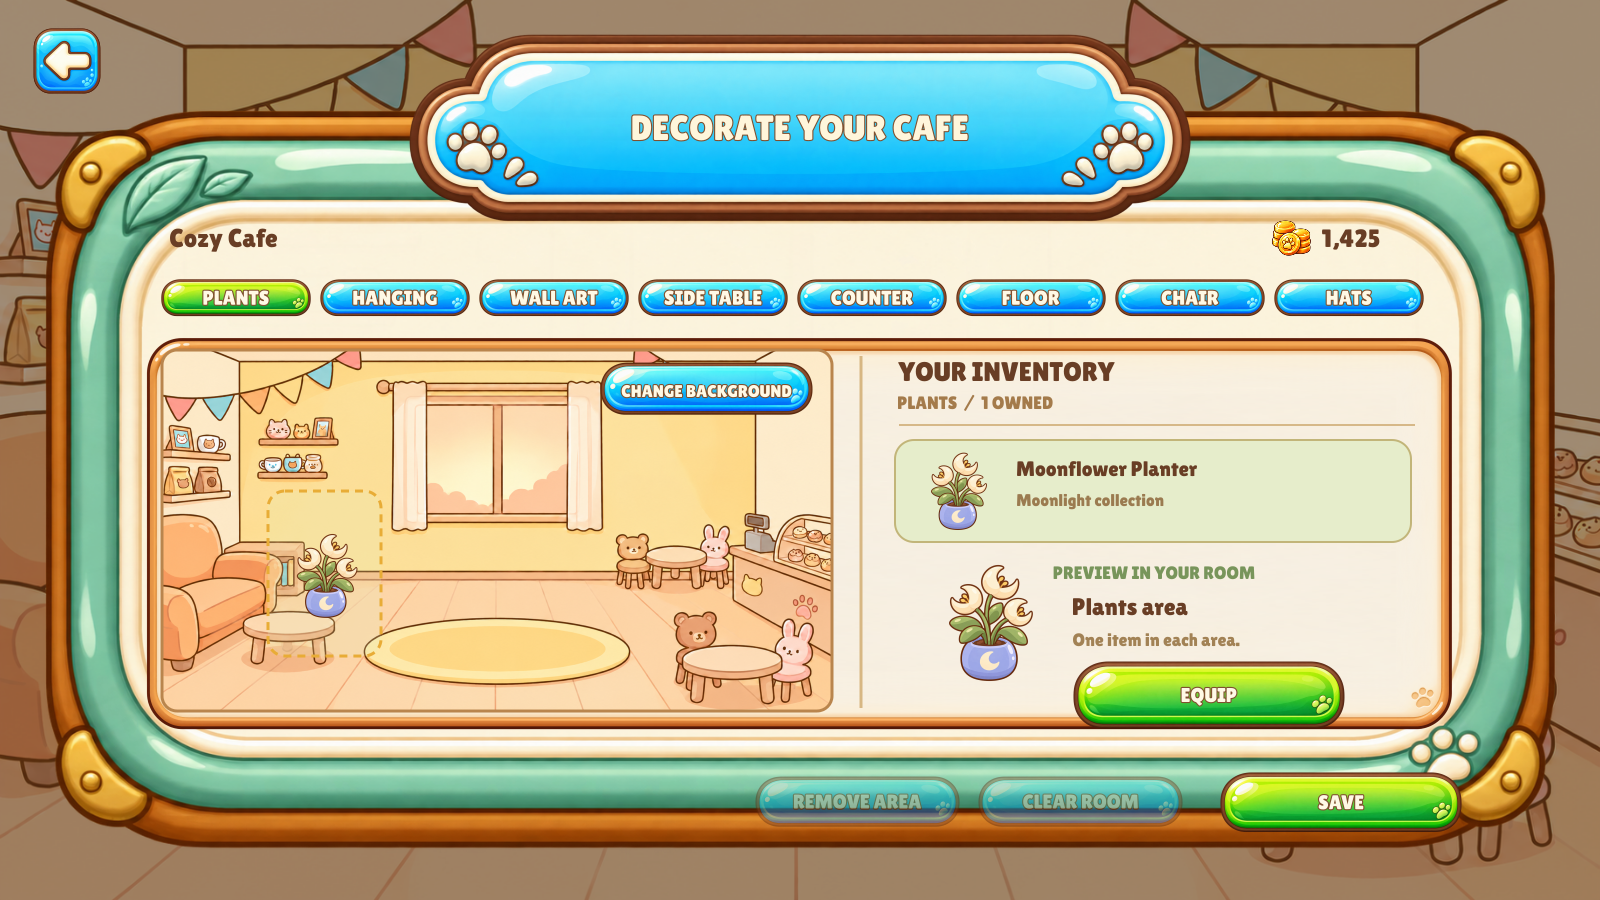 DECORATE YOUR CAFE
Cozy Cafe
1,425
PLANTS
HANGING
WALL ART
SIDE TABLE
COUNTER
FLOOR
CHAIR
HATS
CHANGE BACKGROUND
YOUR INVENTORY
PLANTS / 1 OWNED
Moonflower Planter
Moonlight collection
PREVIEW IN YOUR ROOM
Plants area
One item in each area.
EQUIP
REMOVE AREA
CLEAR ROOM
SAVE